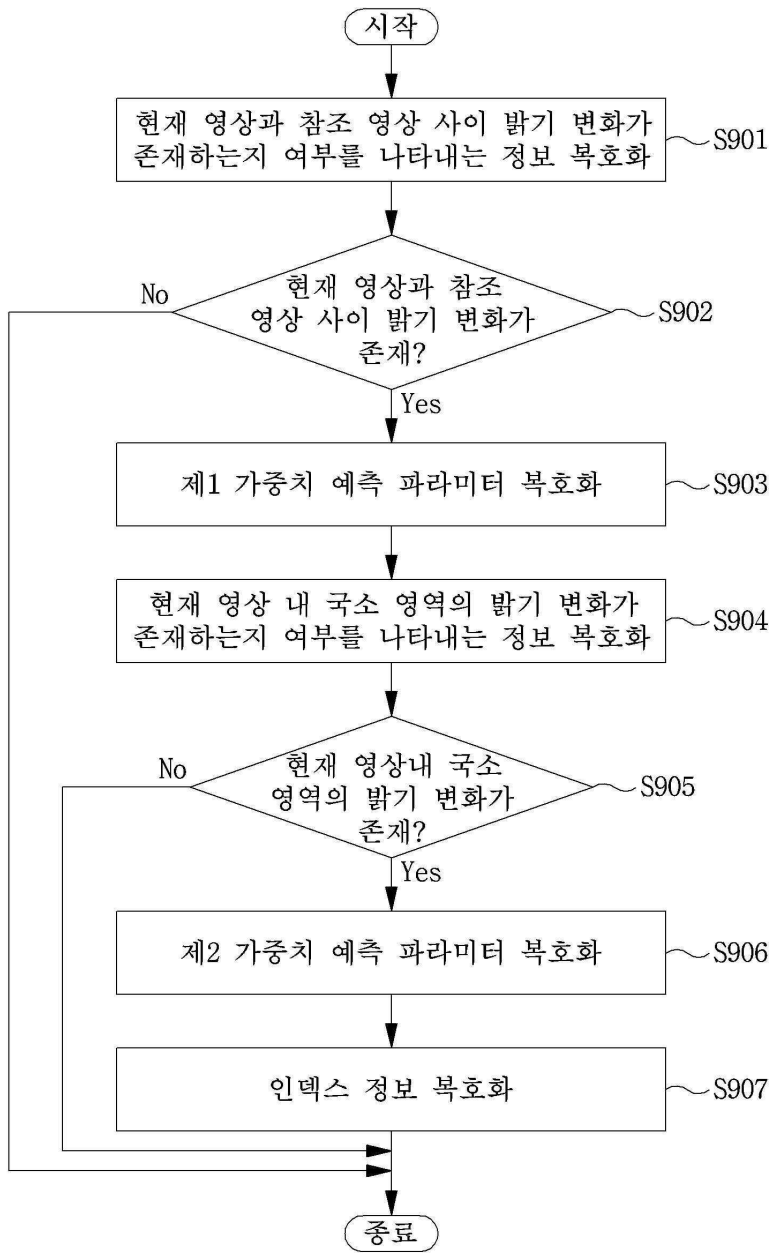 시작
현재 영상과 참조 영상 사이 밝기 변화가
존재하는지 여부를 나타내는 정보 복호화
S901
현재 영상과 참조
영상 사이 밝기 변화가
존재?
No
S902
Yes
제1 가중치 예측 파라미터 복호화
S903
현재 영상 내 국소 영역의 밝기 변화가
존재하는지 여부를 나타내는 정보 복호화
S904
No
현재 영상내 국소
영역의 밝기 변화가
존재?
S905
Yes
제2 가중치 예측 파라미터 복호화
S906
인덱스 정보 복호화
S907
종료